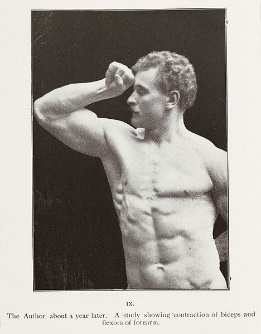 IX.
The Author about a year later. A study showing contraction of biceps and
flexors of forearm.